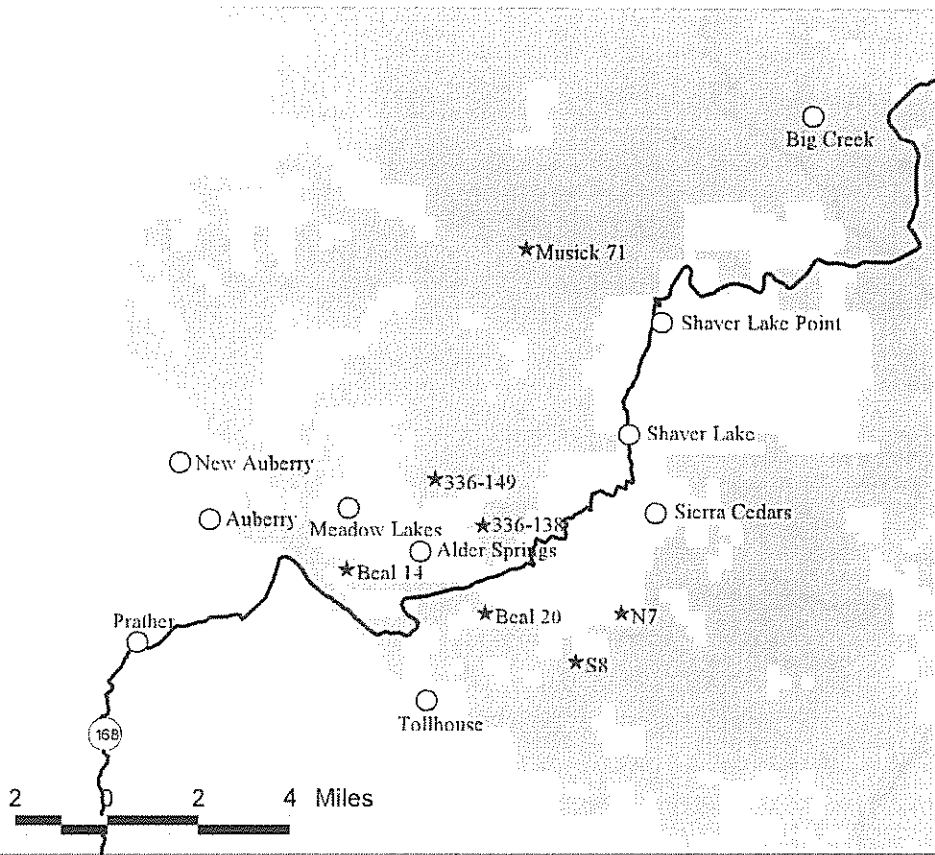 Big Creek
Musick 71
Shaver Lake Point
Shaver Lake
New Auberry
336-149
Auberry
Meadow Lakes
336-138
Sierra Cedars
Alder Springs
Beal 14
Prather
Beal 20
N7
S8
Tollhouse
168
2 0 2 4 Miles